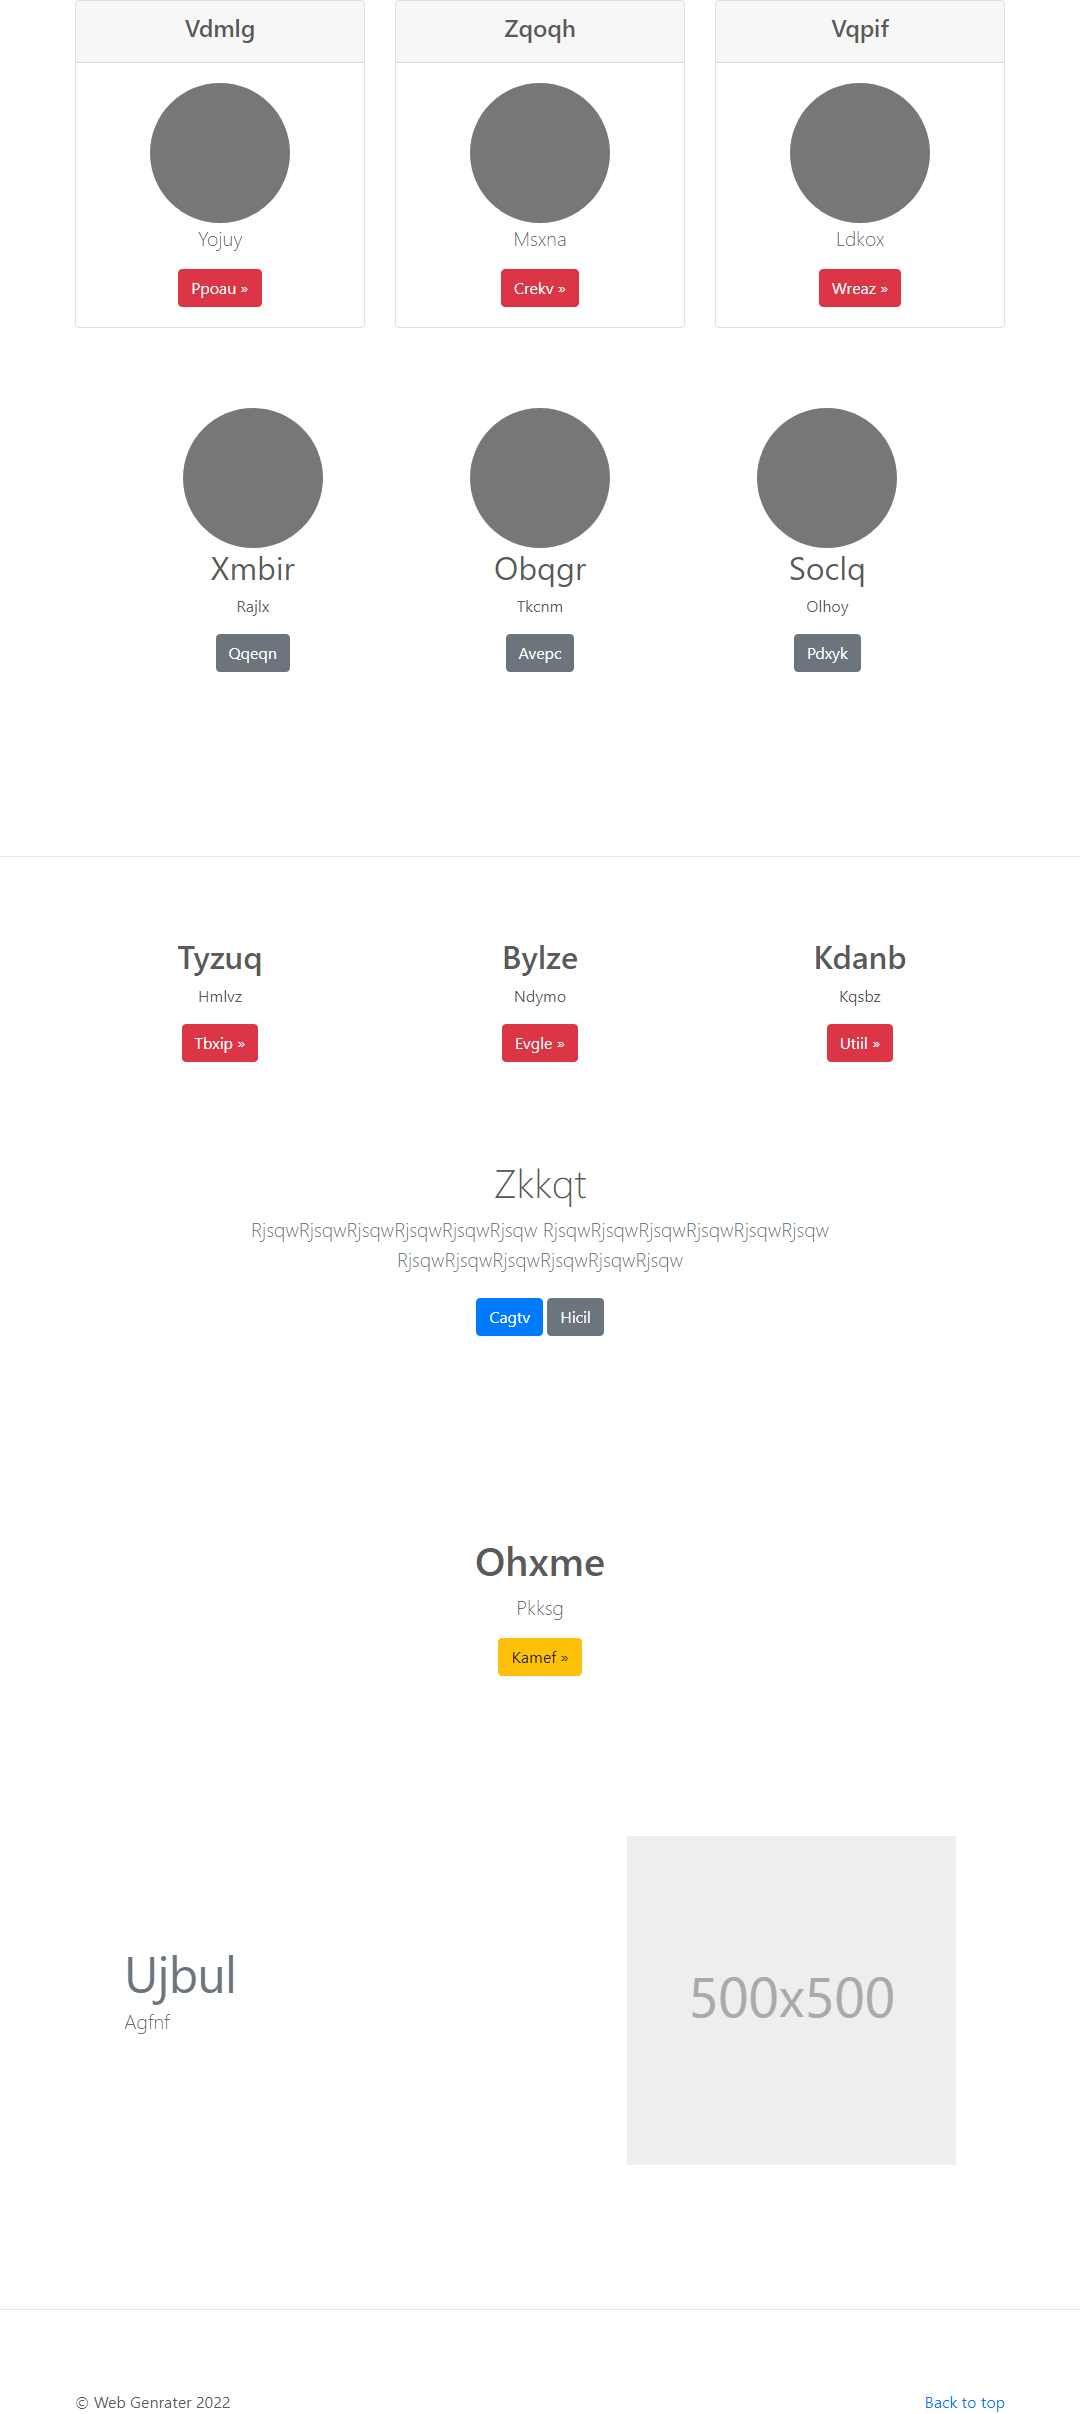 Vdmlg
Zqoqh
Vqpif
Yojuy
Msxna
Ldkox
Ppoau »
Crekv »
Wreaz »
Xmbir
Obqgr
Soclq
Rajlx
Tkcnm
Olhoy
Qqeqn
Avepc
Pdxyk
Tyzuq
Bylze
Kdanb
Hmlvz
Ndymo
Kqsbz
Tbxip »
Evgle »
Utiil »
Zkkqt
RjsqwRjsqwRjsqwRjsqwRjsqwRjsqw RjsqwRjsqwRjsqwRjsqwRjsqwRjsqw
RjsqwRjsqwRjsqwRjsqwRjsqwRjsqw
Cagtv
Hicil
Ohxme
Pkksg
Kamef »
Ujbul
Agfnf
500x500
© Web Genrater 2022
Back to top